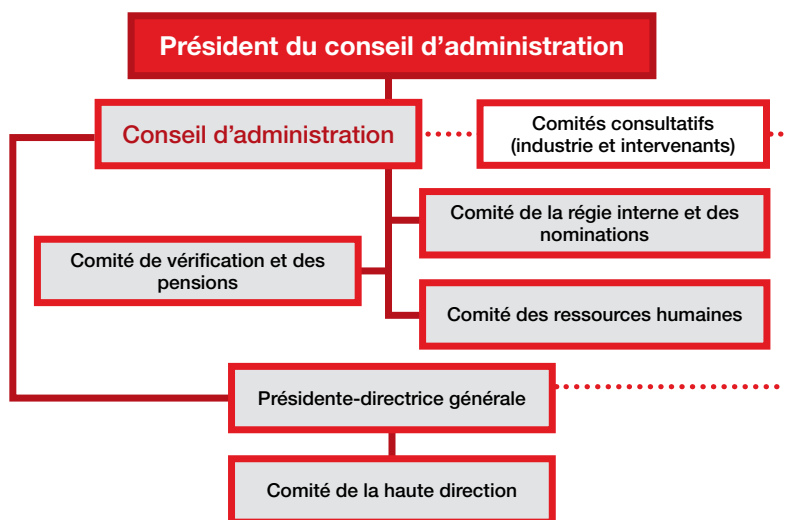 Président du conseil d’administration
Conseil d’administration
Comités consultatifs
(industrie et intervenants)
Comité de la régie interne et des
nominations
Comité de vérification et des
pensions
Comité des ressources humaines
Présidente-directrice générale
Comité de la haute direction